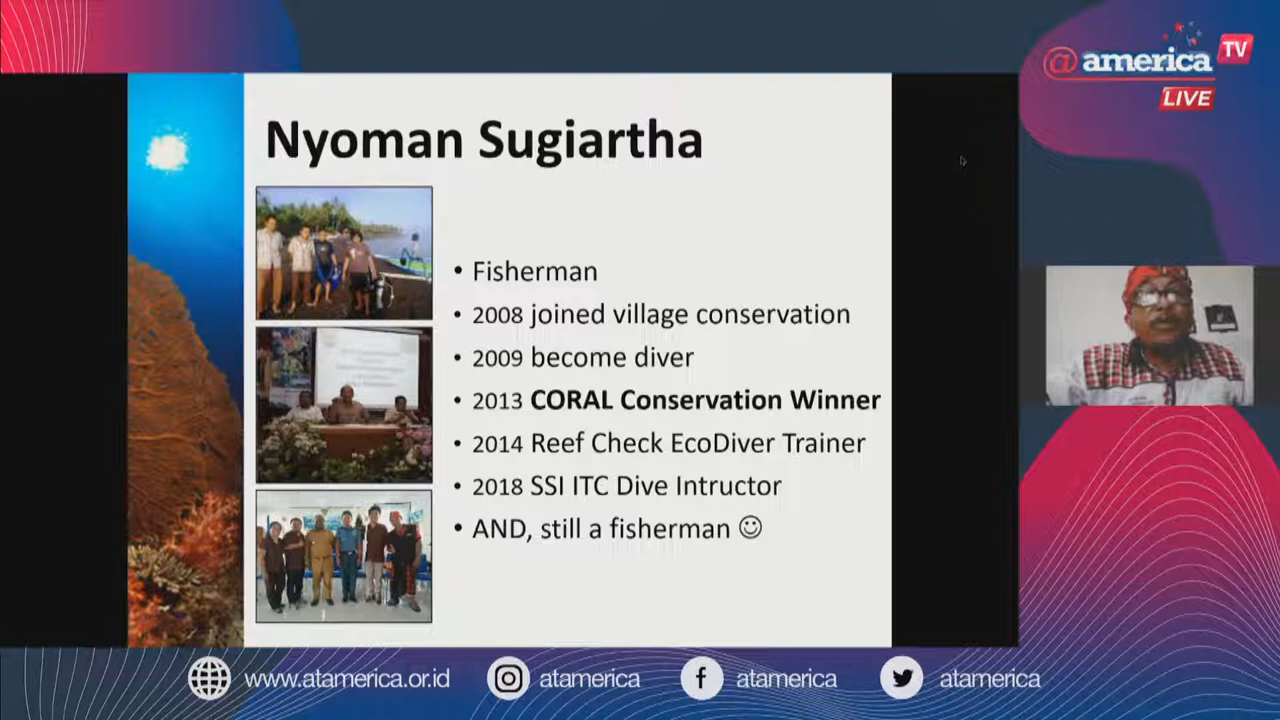 @america TV
LIVE
Nyoman Sugiartha
• Fisherman
• 2008 joined village conservation
• 2009 become diver
• 2013 CORAL Conservation Winner
• 2014 Reef Check EcoDiver Trainer
• 2018 SSI ITC Dive Intructor
• AND, still a fisherman ☺
www.atamerica.or.id
atamerica
atamerica
atamerica